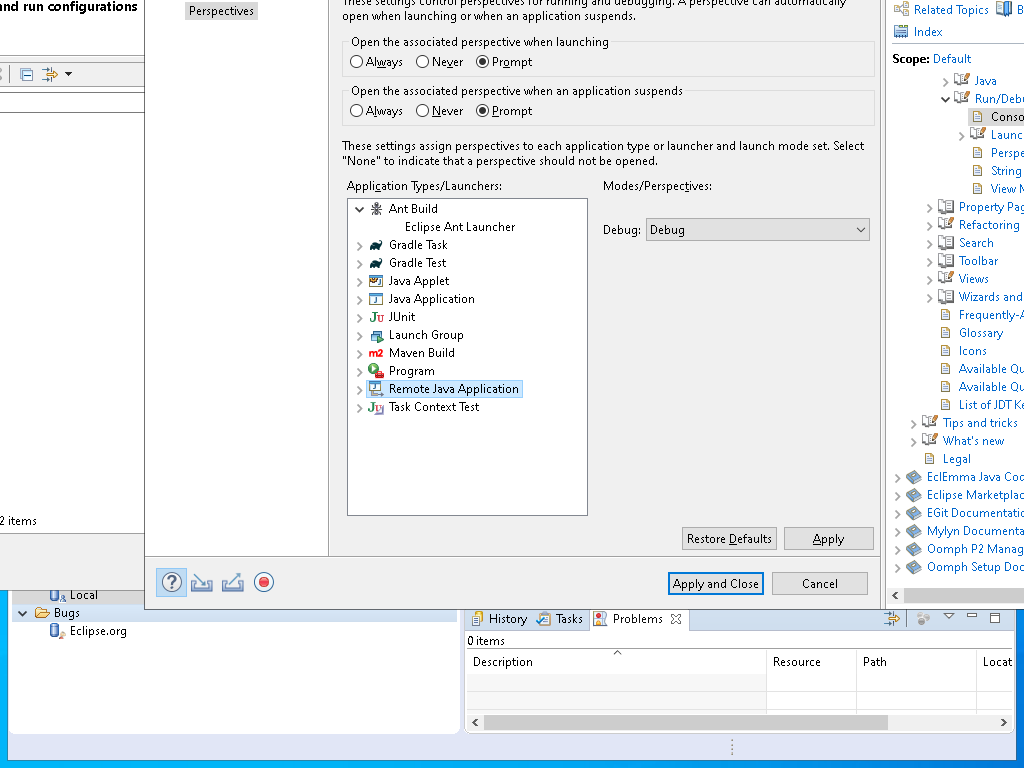 and run configurations
2 items
Perspectives
These settings control perspectives for running and debugging. A perspective can automatically
open when launching or when an application suspends.
Open the associated perspective when launching
Always
Never
Prompt
Open the associated perspective when an application suspends
Always
Never
Prompt
These settings assign perspectives to each application type or launcher and launch mode set. Select
"None" to indicate that a perspective should not be opened.
Application Types/Launchers:
Modes/Perspectives:
Ant Build
Eclipse Ant Launcher
Gradle Task
Gradle Test
Java Applet
Java Application
JUnit
Launch Group
Maven Build
Program
Remote Java Application
Task Context Test
Debug:
Debug
Restore Defaults
Apply
Apply and Close
Cancel
Related Topics
B
Index
Scope: Default
Java
Run/Debu
Conso
Launc
Perspe
String
View M
Property Pag
Refactoring
Search
Toolbar
Views
Wizards and
Frequently-A
Glossary
Icons
Available Qu
Available Qu
List of JDT Ke
Tips and tricks
What's new
Legal
EclEmma Java Cod
Eclipse Marketplac
EGit Documentatio
Mylyn Documenta
Oomph P2 Manag
Oomph Setup Doc
Local
Bugs
Eclipse.org
History
Tasks
Problems
0 items
Description
Resource
Path
Locat